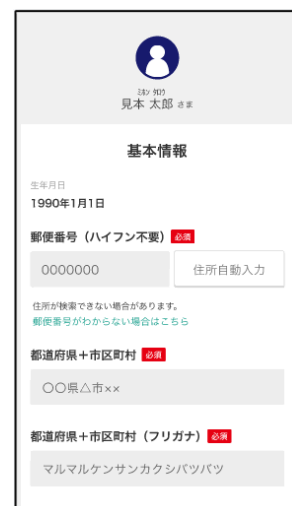 ミホン タロウ
見本 太郎 さま
基本情報
生年月日
1990年1月1日
郵便番号（ハイフン不要） 必須
0000000 住所自動入力
住所が検索できない場合があります。
郵便番号がわからない場合はこちら
都道府県＋市区町村 必須
〇〇県△市××
都道府県＋市区町村（フリガナ） 必須
マルマルケンサンカクシバツバツ